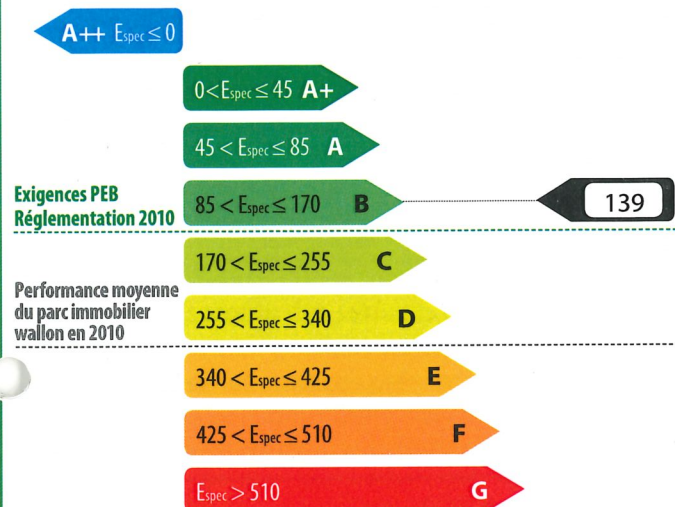 A++ Espec ≤ 0
0 < Espec ≤ 45 A+
45 < Espec ≤ 85 A
Exigences PEB
Réglementation 2010
85 < Espec ≤ 170 B
139
170 < Espec ≤ 255 C
Performance moyenne
du parc immobilier
wallon en 2010
255 < Espec ≤ 340 D
340 < Espec ≤ 425 E
425 < Espec ≤ 510 F
Espec > 510 G